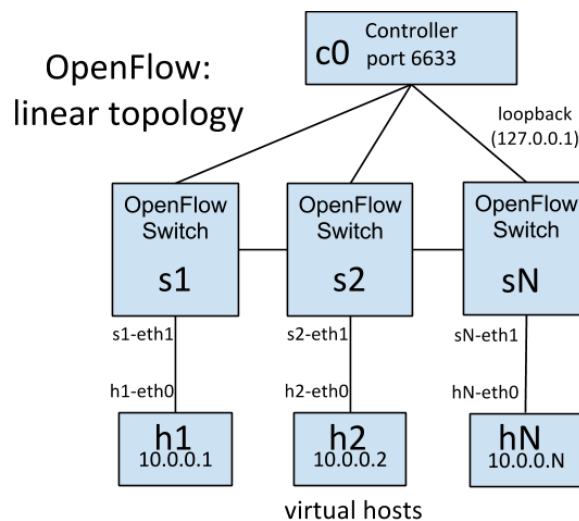 OpenFlow:
linear topology
c0 Controller
port 6633
loopback
(127.0.0.1)
OpenFlow
Switch
s1
OpenFlow
Switch
s2
OpenFlow
Switch
sN
s1-eth1
s2-eth1
sN-eth1
h1-eth0
h2-eth0
hN-eth0
h1
10.0.0.1
h2
10.0.0.2
hN
10.0.0.N
virtual hosts